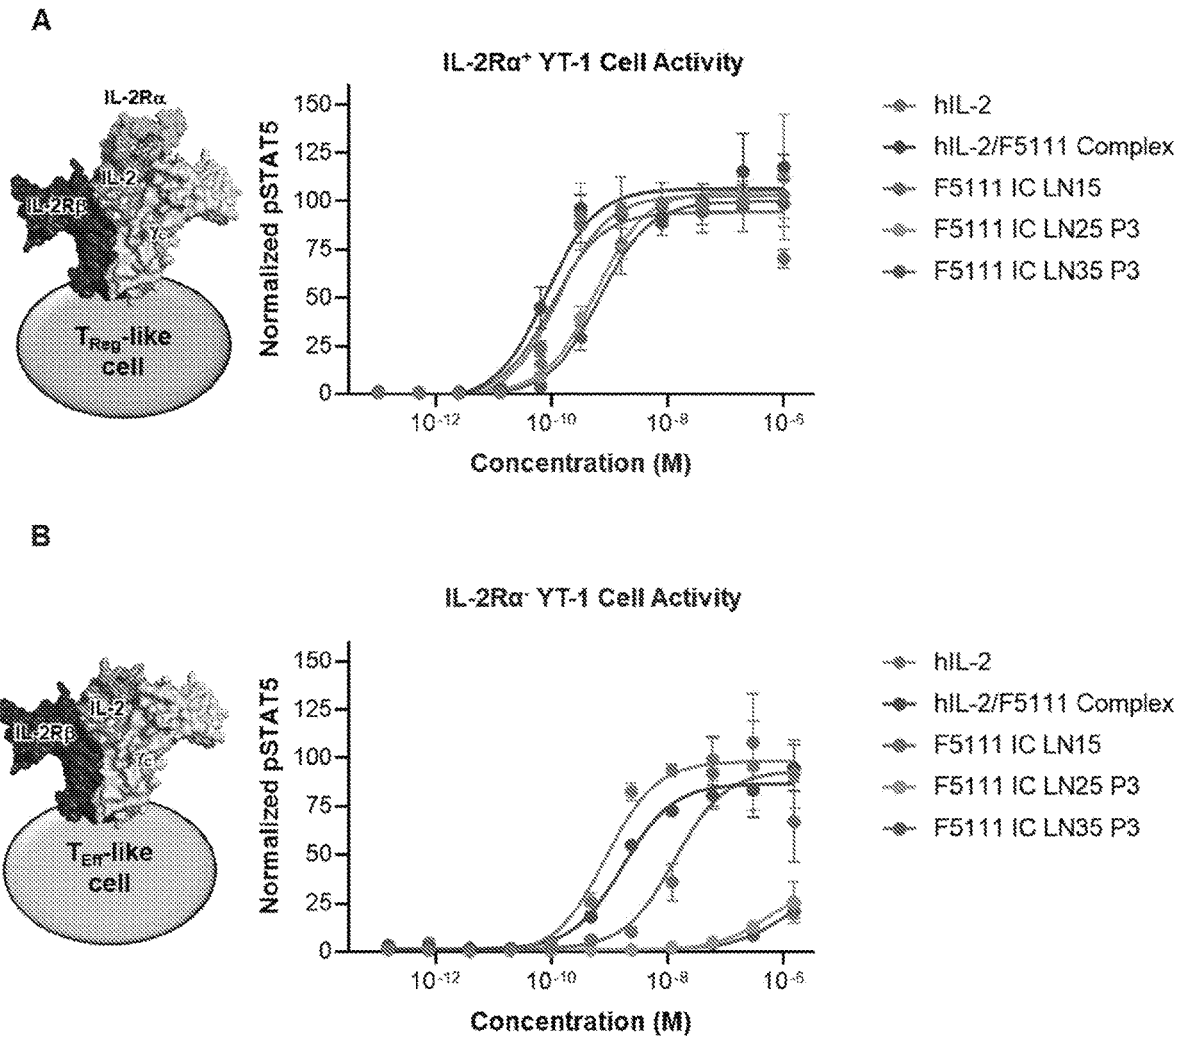 A
IL-2Rα⁺ YT-1 Cell Activity
IL-2Rα
IL-2
IL-2Rβ
γc
T_Reg-like
cell
Normalized pSTAT5
150
125
100
75
50
25
0
10⁻¹²
10⁻¹⁰
10⁻⁸
10⁻⁶
Concentration (M)
hIL-2
hIL-2/F5111 Complex
F5111 IC LN15
F5111 IC LN25 P3
F5111 IC LN35 P3
B
IL-2Rα⁻ YT-1 Cell Activity
IL-2
IL-2Rβ
γc
T_Eff-like
cell
Normalized pSTAT5
150
125
100
75
50
25
0
10⁻¹²
10⁻¹⁰
10⁻⁸
10⁻⁶
Concentration (M)
hIL-2
hIL-2/F5111 Complex
F5111 IC LN15
F5111 IC LN25 P3
F5111 IC LN35 P3